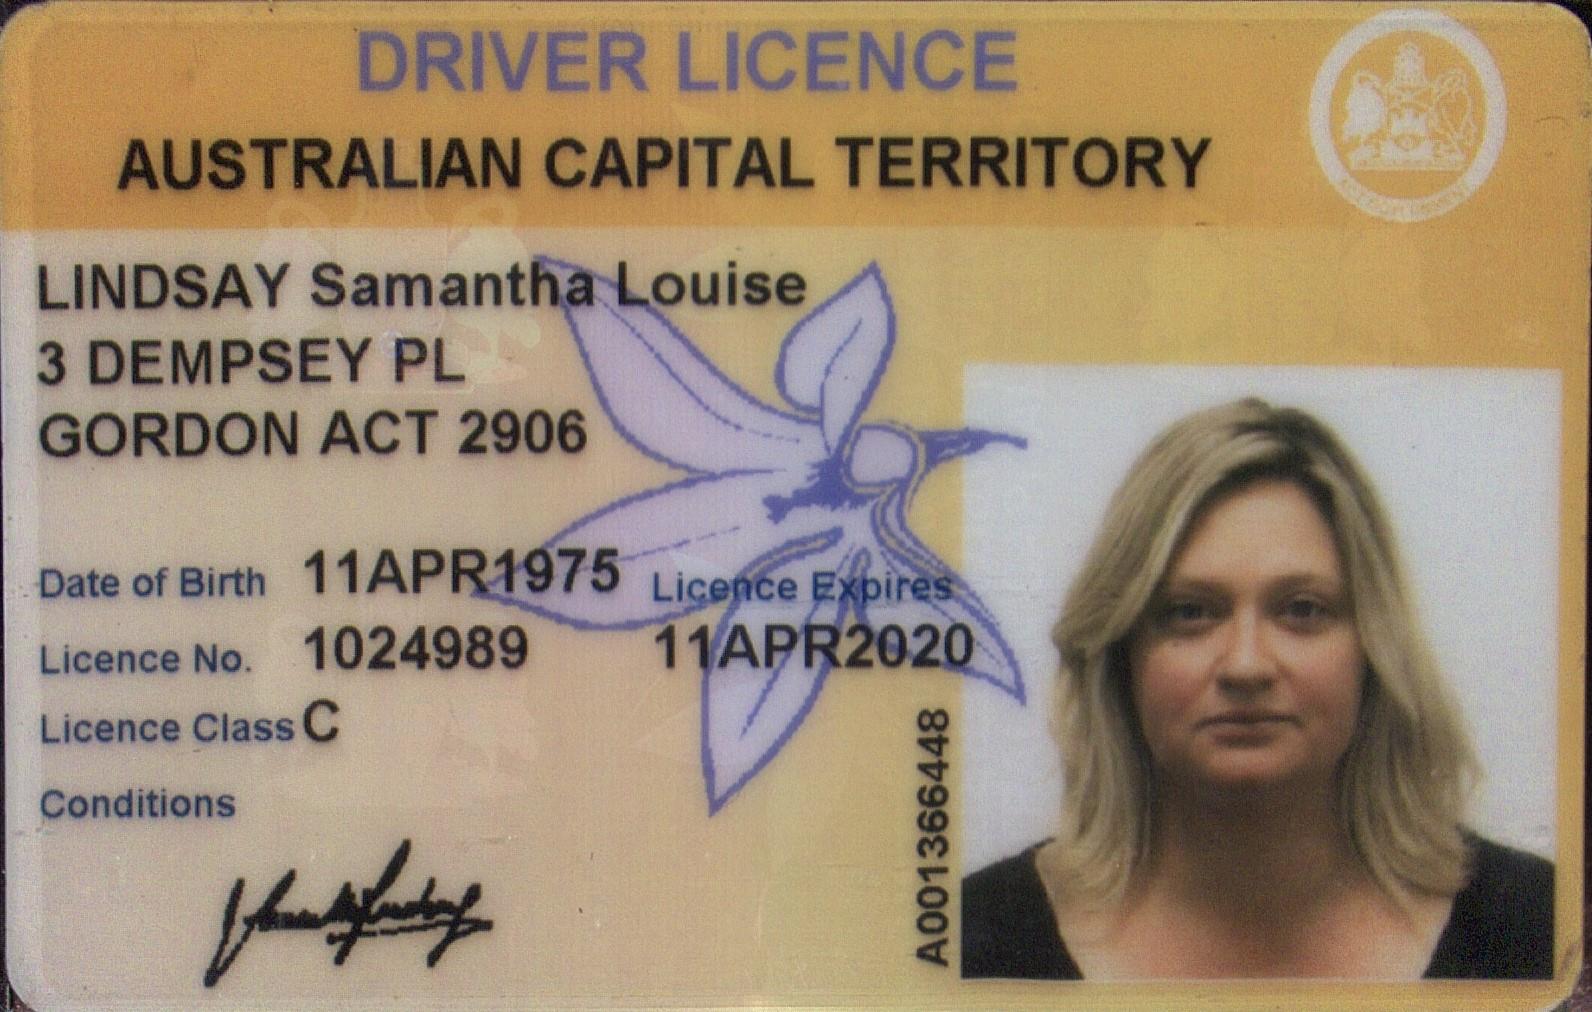 DRIVER LICENCE
AUSTRALIAN CAPITAL TERRITORY
LINDSAY Samantha Louise
3 DEMPSEY PL
GORDON ACT 2906
Date of Birth 11APR1975 Licence Expires
Licence No. 1024989 11APR2020
Licence Class C
Conditions
A001366448